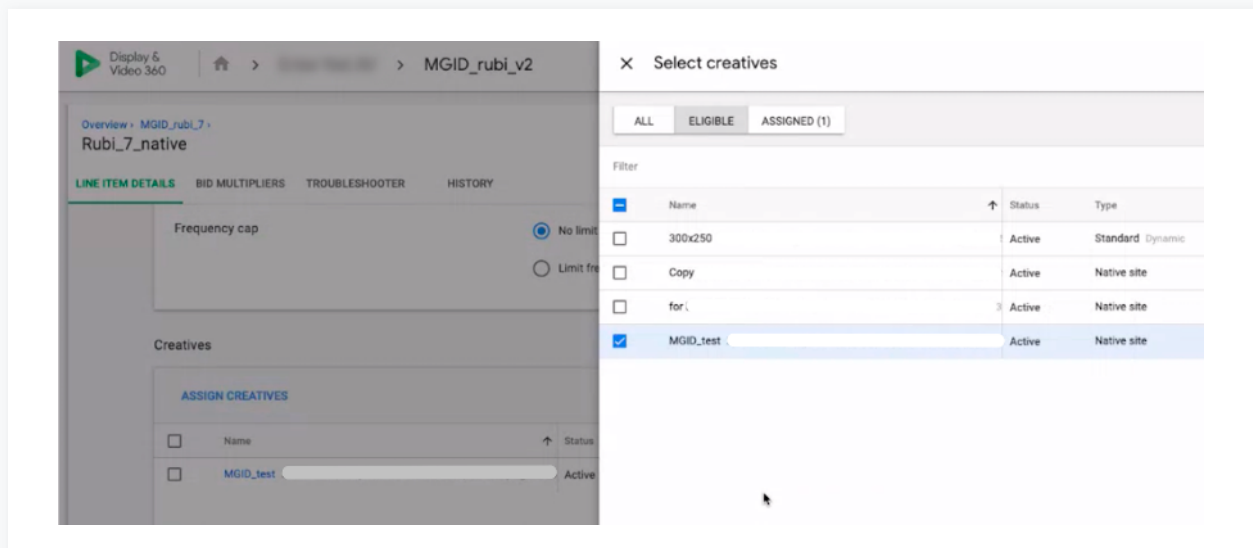 Display &
Video 360
MGID_rubi_v2
Overview › MGID_rubi_7 ›
Rubi_7_native
LINE ITEM DETAILS BID MULTIPLIERS TROUBLESHOOTER HISTORY
Frequency cap
No limit
Limit fre
Creatives
ASSIGN CREATIVES
Name Status
MGID_test Active
Select creatives
ALL ELIGIBLE ASSIGNED (1)
Filter
Name Status Type
300x250 Active Standard Dynamic
Copy Active Native site
for 3 Active Native site
MGID_test Active Native site